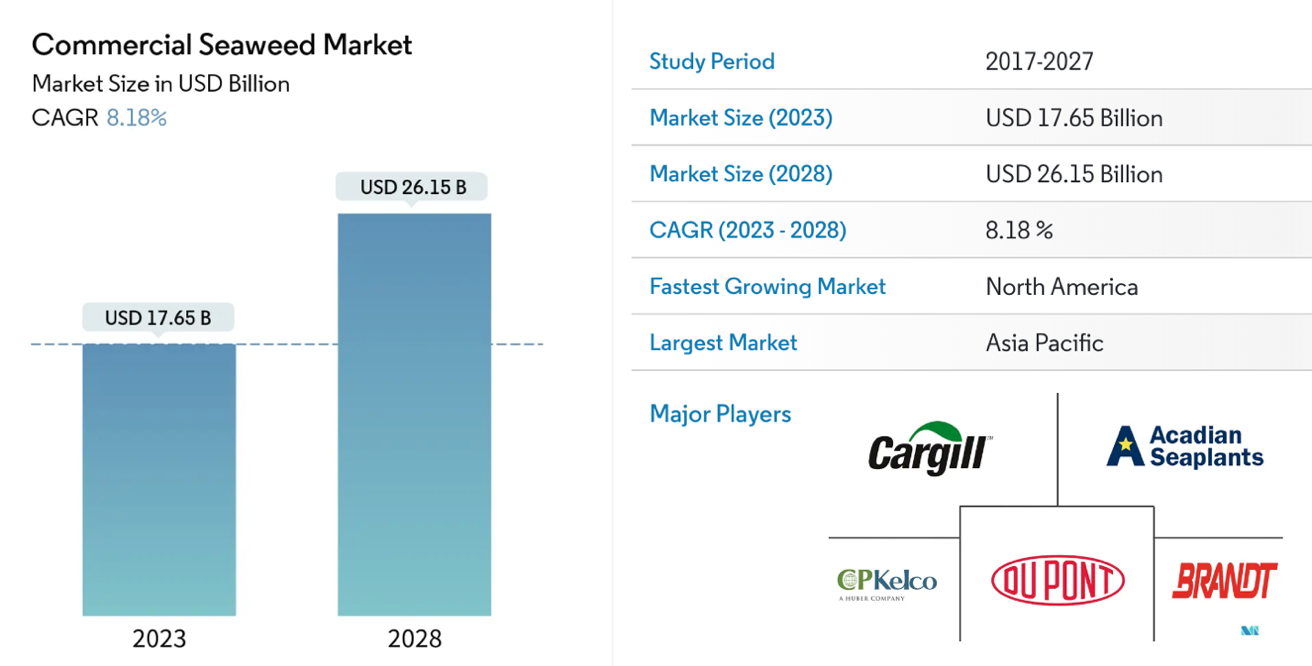 Commercial Seaweed Market
Market Size in USD Billion
CAGR 8.18%
USD 26.15 B
USD 17.65 B
2023
2028
Study Period 2017-2027
Market Size (2023) USD 17.65 Billion
Market Size (2028) USD 26.15 Billion
CAGR (2023 - 2028) 8.18 %
Fastest Growing Market North America
Largest Market Asia Pacific
Major Players
Cargill™
Acadian
Seaplants
CPKelco
A HUBER COMPANY
DUPONT
BRANDT